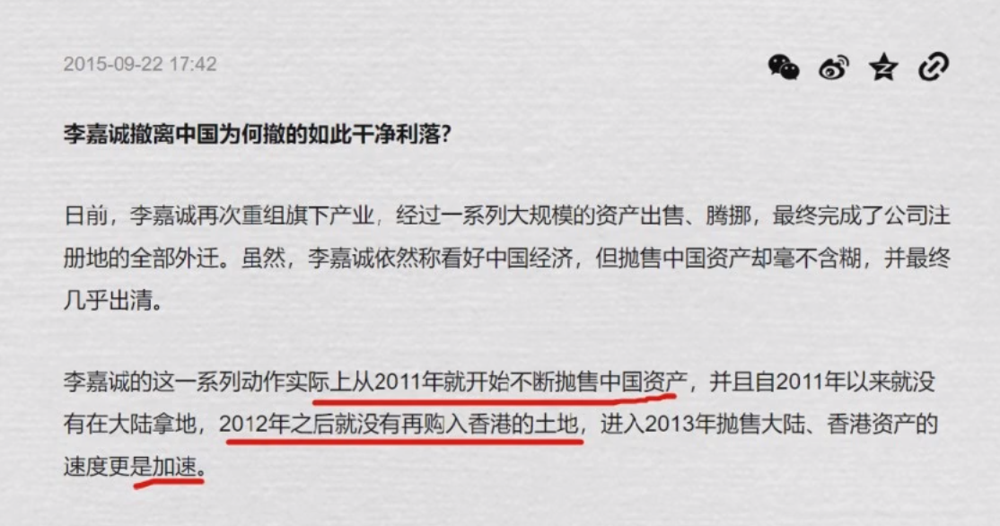 2015-09-22 17:42
李嘉诚撤离中国为何撤的如此干净利落?
日前，李嘉诚再次重组旗下产业，经过一系列大规模的资产出售、腾挪，最终完成了公司注
册地的全部外迁。虽然，李嘉诚依然称看好中国经济，但抛售中国资产却毫不含糊，并最终
几乎出清。
李嘉诚的这一系列动作实际上从2011年就开始不断抛售中国资产，并且自2011年以来就没
有在大陆拿地，2012年之后就没有再购入香港的土地，进入2013年抛售大陆、香港资产的
速度更是加速。